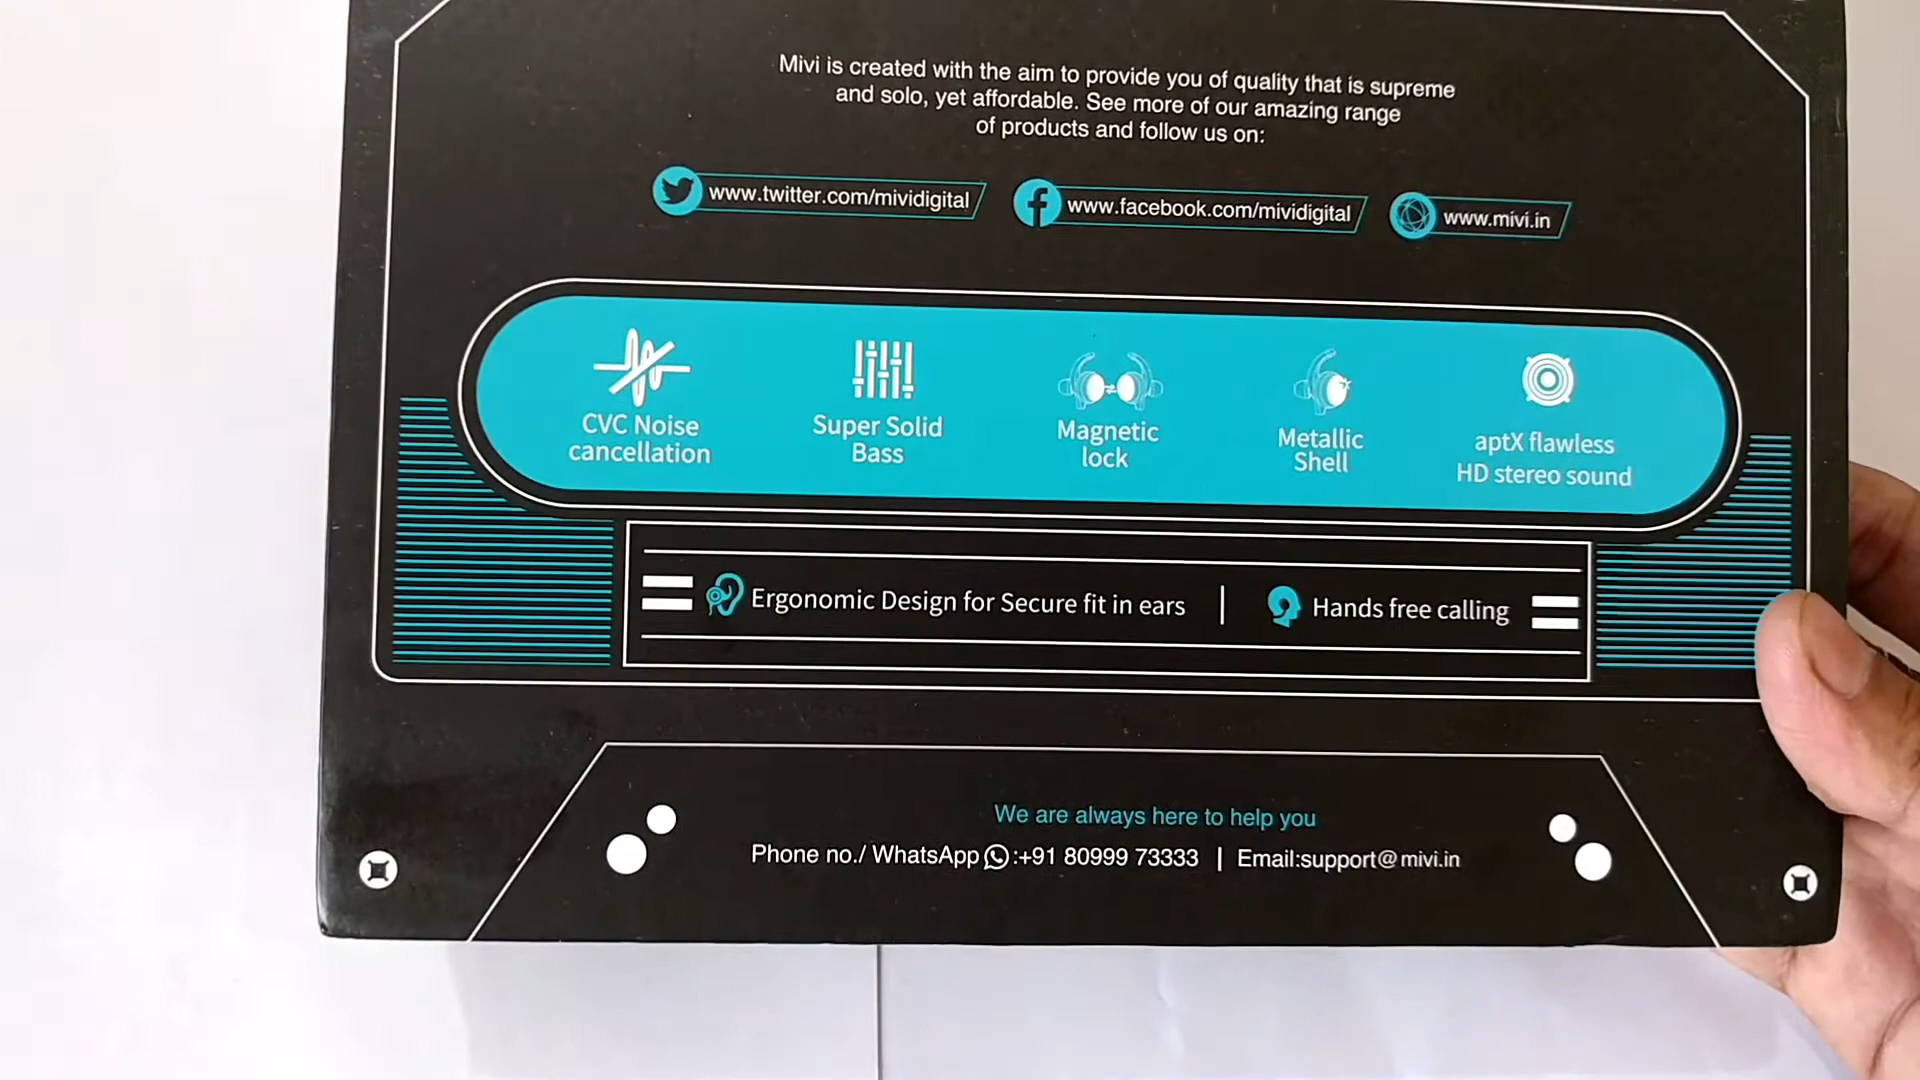 Mivi is created with the aim to provide you of quality that is supreme
and solo, yet affordable. See more of our amazing range
of products and follow us on:
www.twitter.com/mividigital
www.facebook.com/mividigital
www.mivi.in
CVC Noise
cancellation
Super Solid
Bass
Magnetic
lock
Metallic
Shell
aptX flawless
HD stereo sound
Ergonomic Design for Secure fit in ears | Hands free calling
We are always here to help you
Phone no./ WhatsApp :+91 80999 73333 | Email:support@mivi.in